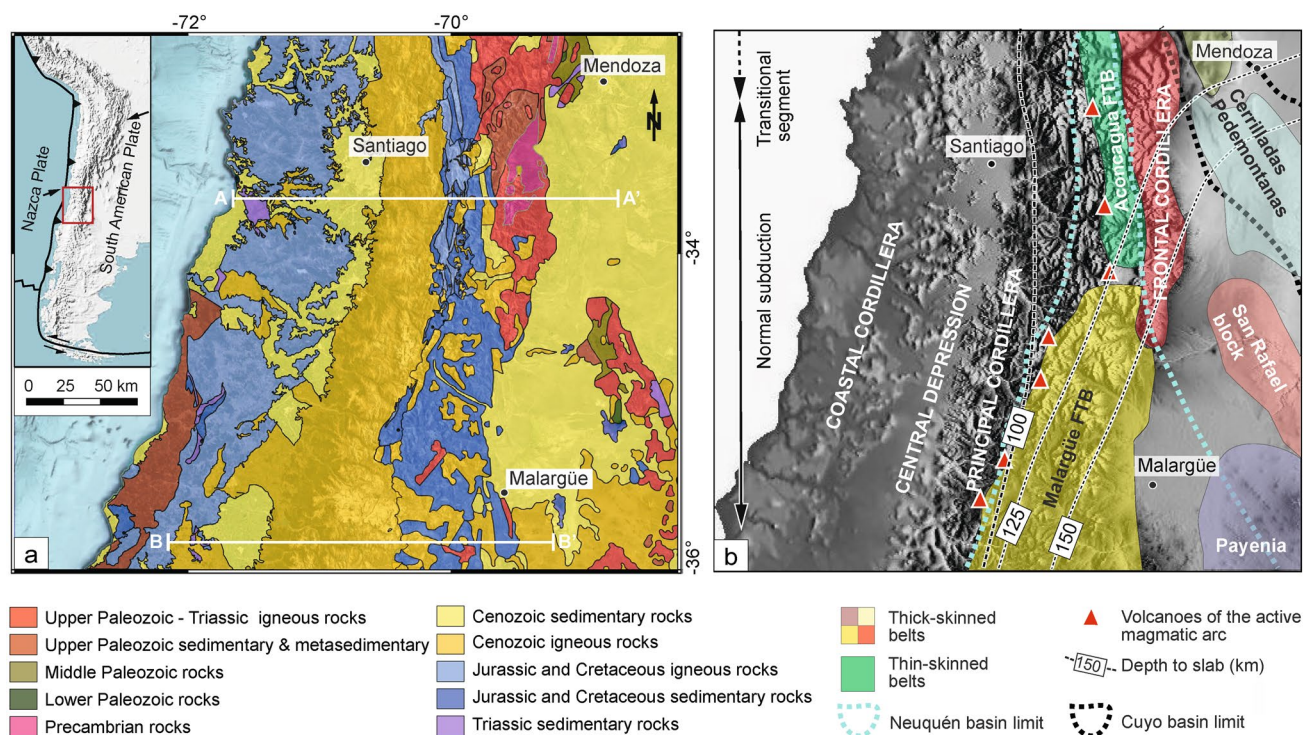 -72°
-70°
Nazca Plate
South American Plate
0 25 50 km
Mendoza
N
Santiago
A
A'
-34°
Malargüe
B
B'
-36°
a
Transitional
segment
Normal subduction
Santiago
Mendoza
Aconcagua FTB
FRONTAL CORDILLERA
Cerrilladas
Pedemontanas
COASTAL CORDILLERA
CENTRAL DEPRESSION
PRINCIPAL CORDILLERA
San Rafael
block
Malargüe FTB
100
125
150
Malargüe
Payenia
b
Upper Paleozoic - Triassic igneous rocks
Upper Paleozoic sedimentary & metasedimentary
Middle Paleozoic rocks
Lower Paleozoic rocks
Precambrian rocks
Cenozoic sedimentary rocks
Cenozoic igneous rocks
Jurassic and Cretaceous igneous rocks
Jurassic and Cretaceous sedimentary rocks
Triassic sedimentary rocks
Thick-skinned
belts
Thin-skinned
belts
Neuquén basin limit
Volcanoes of the active
magmatic arc
150
Depth to slab (km)
Cuyo basin limit